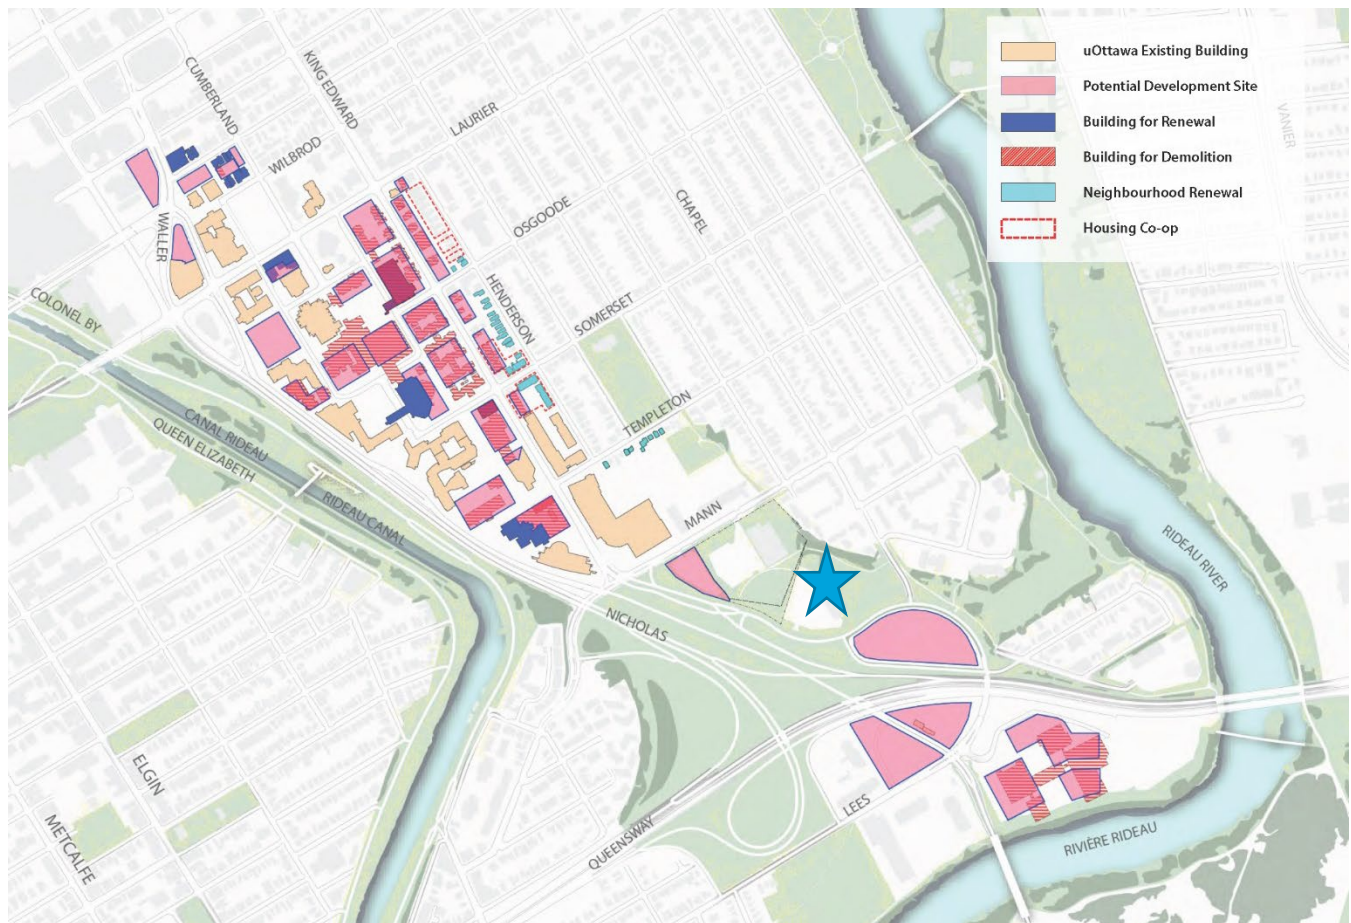 uOttawa Existing Building
Potential Development Site
Building for Renewal
Building for Demolition
Neighbourhood Renewal
Housing Co-op
VANIER
CUMBERLAND
KING EDWARD
LAURIER
WILBROD
WALLER
OSGOODE
CHAPEL
HENDERSON
SOMERSET
COLONEL BY
CANAL RIDEAU
QUEEN ELIZABETH
RIDEAU CANAL
TEMPLETON
MANN
RIDEAU RIVER
NICHOLAS
ELGIN
METCALFE
QUEENSWAY
LEES
RIVIÈRE RIDEAU